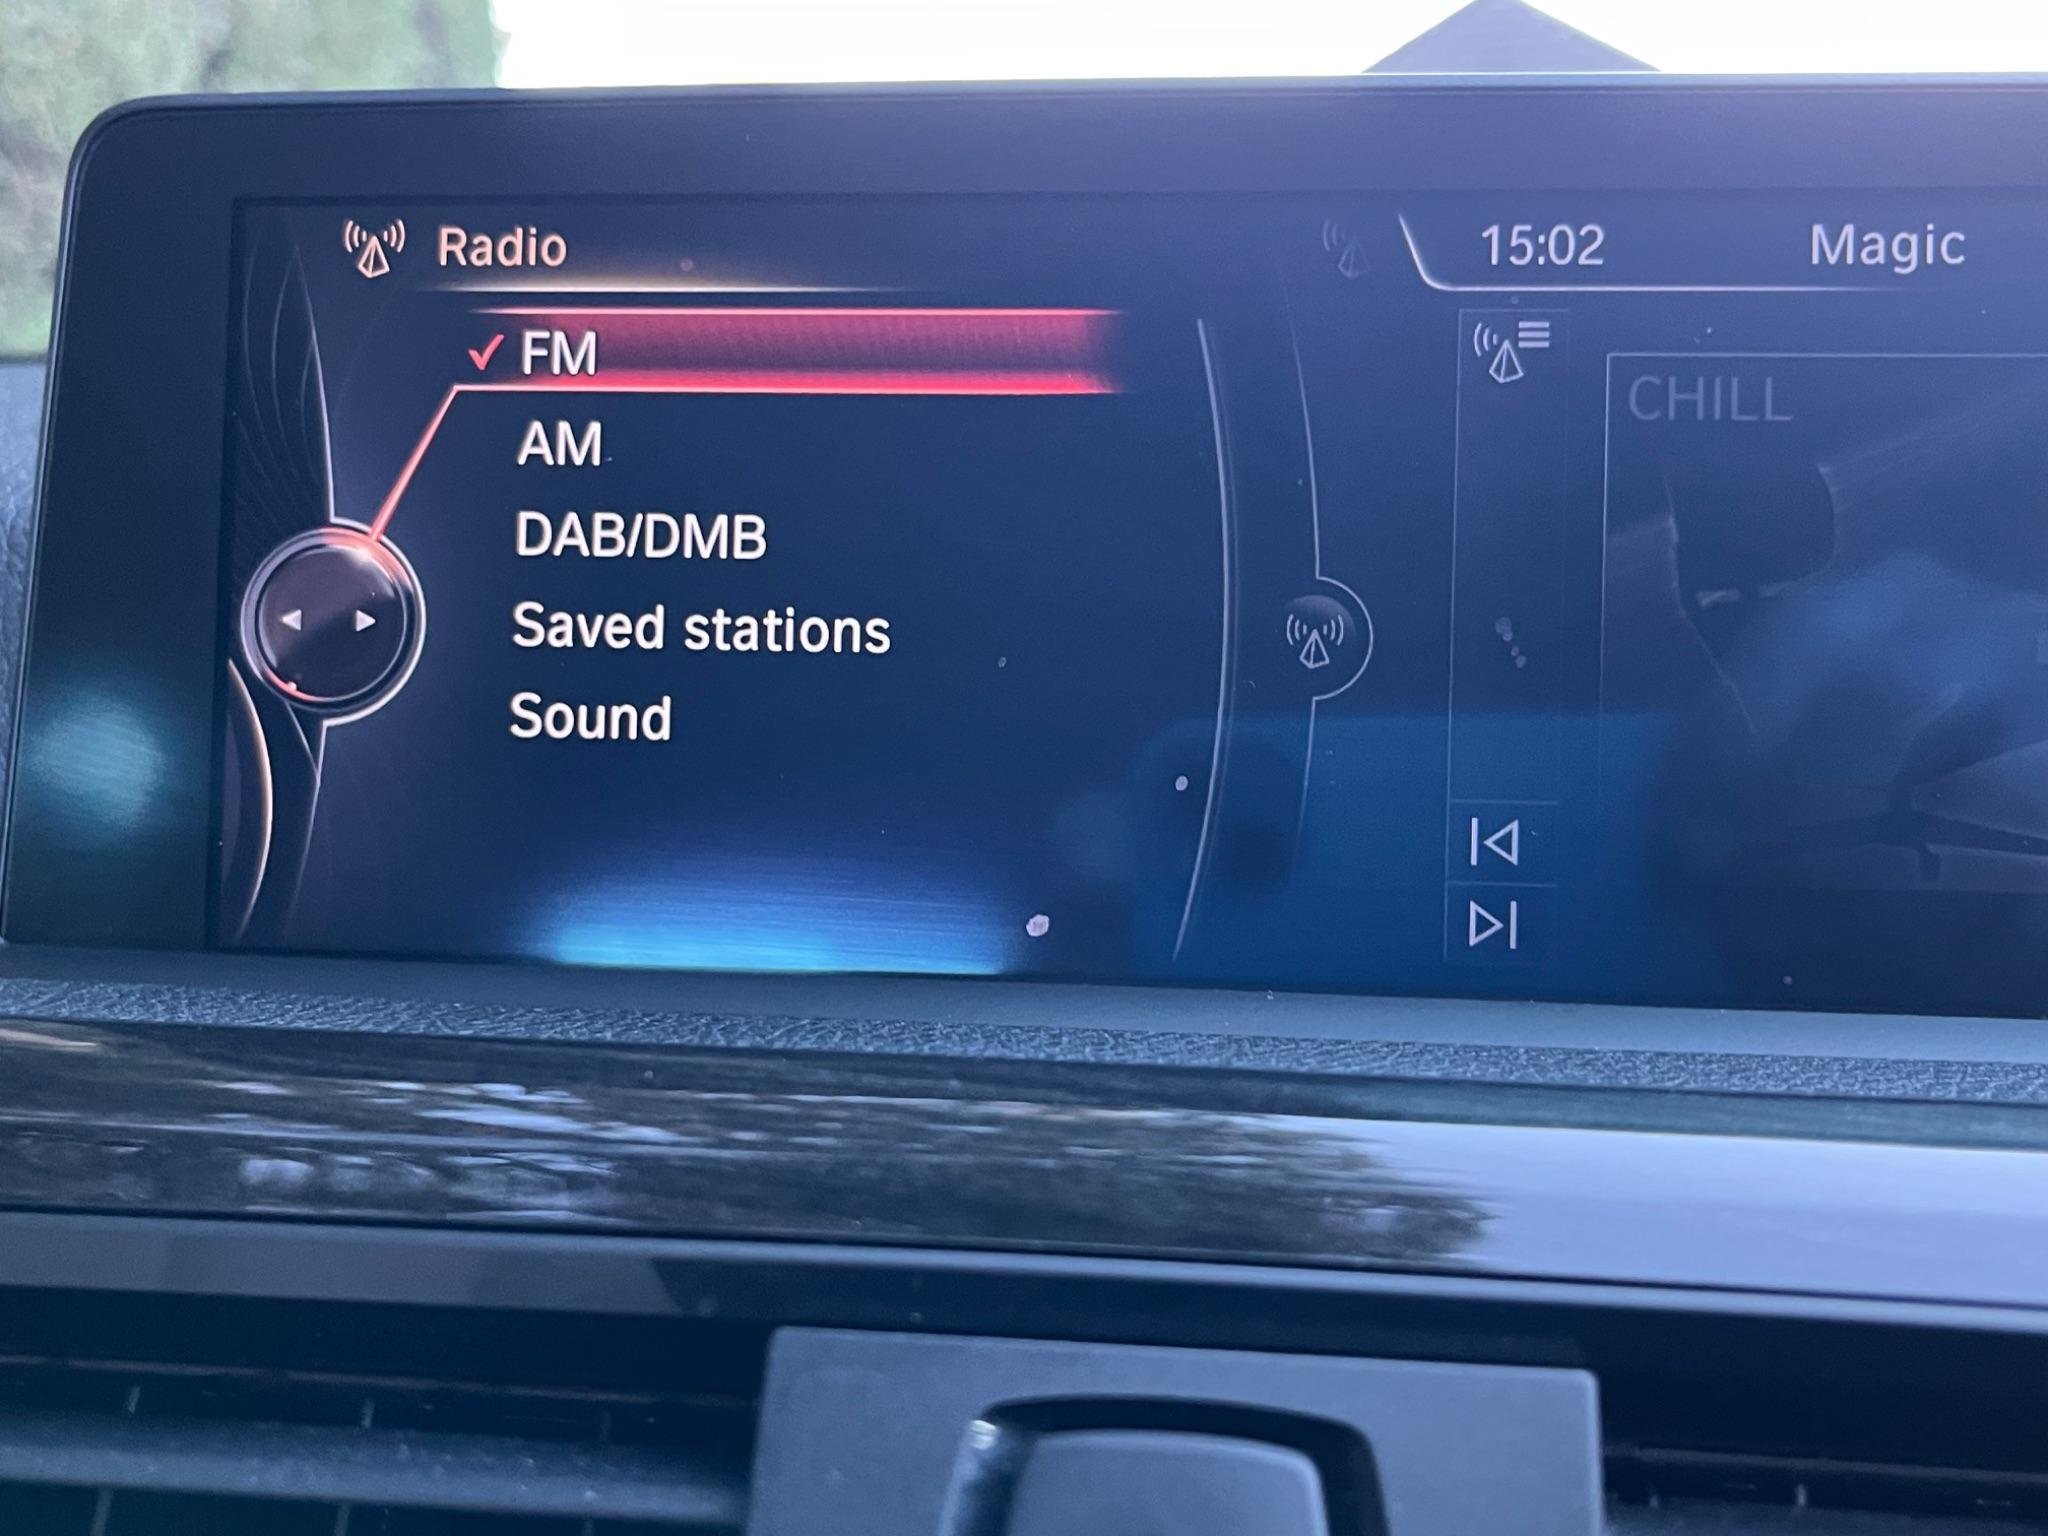 Radio
15:02 Magic
FM
AM
DAB/DMB
Saved stations
Sound
CHILL